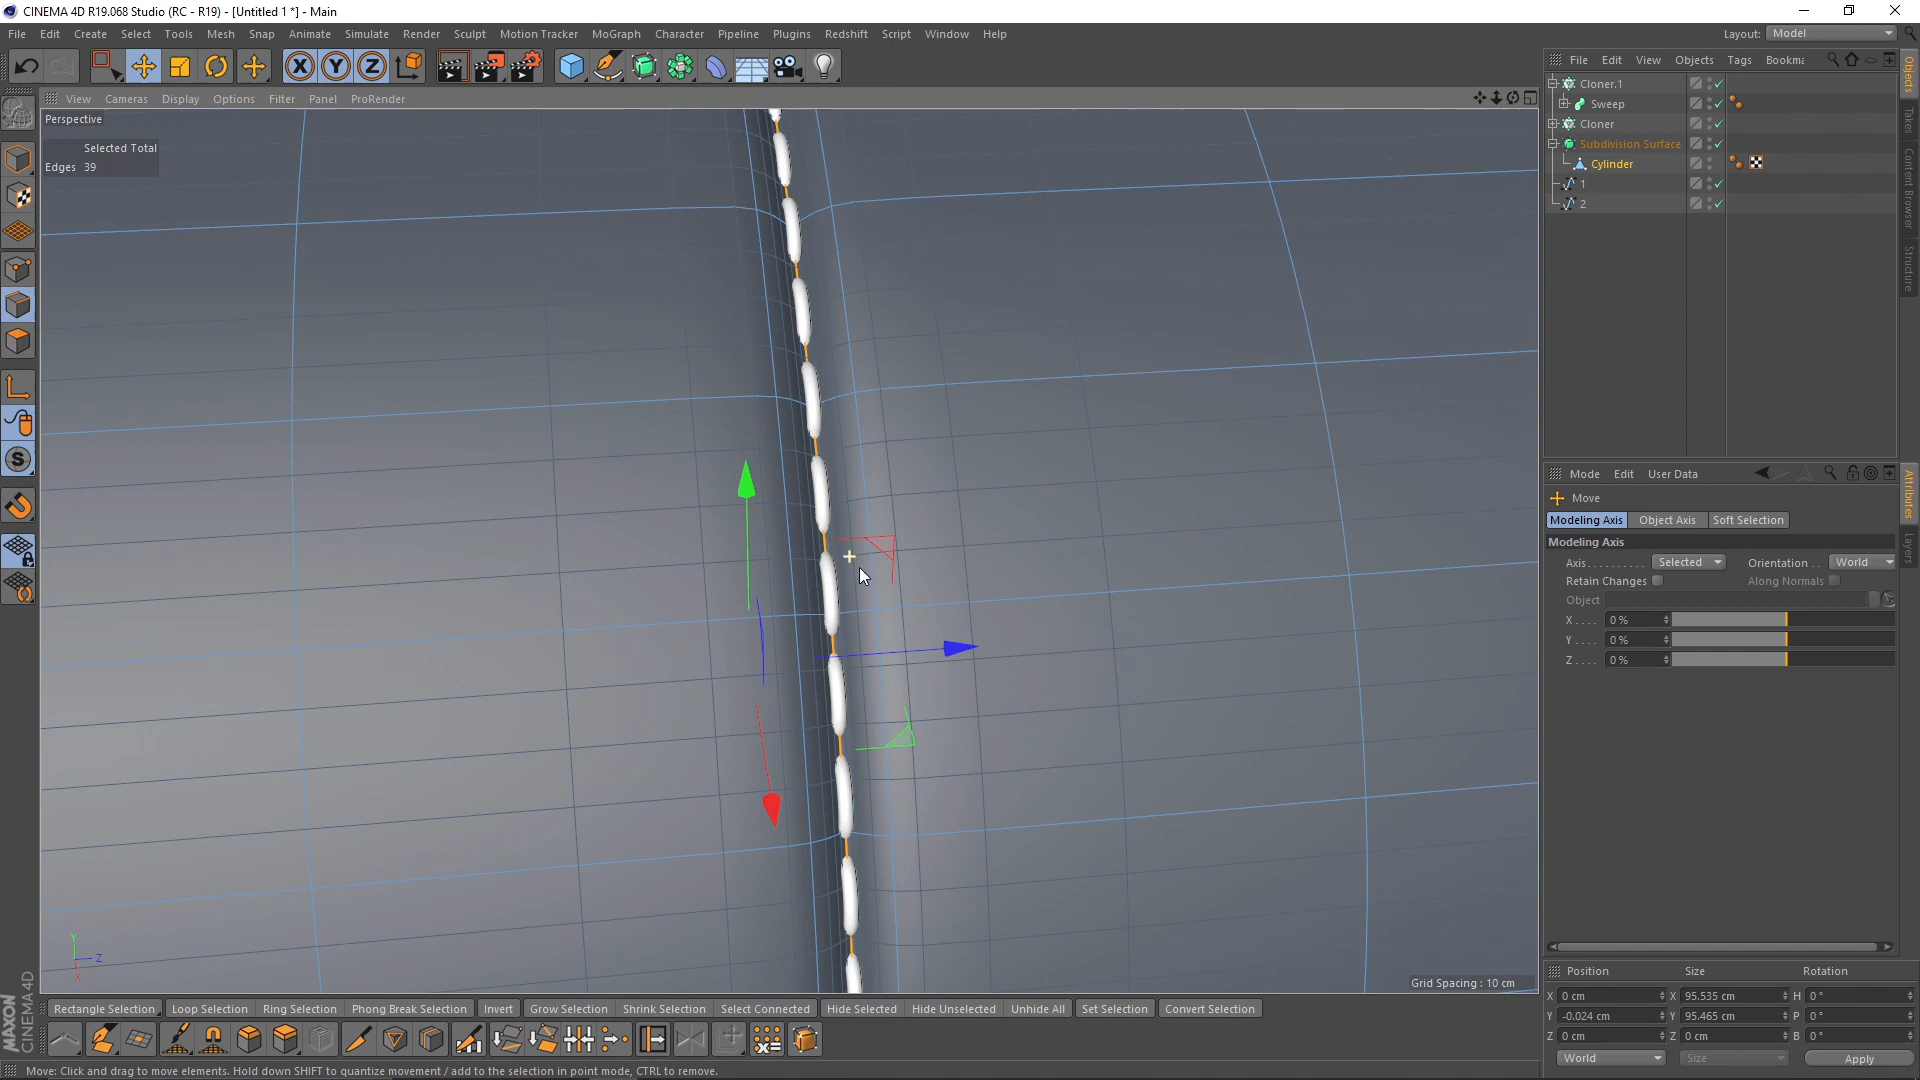 CINEMA 4D R19.068 Studio (RC - R19) - [Untitled 1 *] - Main
File Edit Create Select Tools Mesh Snap Animate Simulate Render Sculpt Motion Tracker MoGraph Character Pipeline Plugins Redshift Script Window Help
Layout: Model
View Cameras Display Options Filter Panel ProRender
File Edit View Objects Tags Bookma
Perspective
Selected Total
Edges 39
Cloner.1
Sweep
Cloner
Subdivision Surface
Cylinder
1
2
Objects
Takes
Content Browser
Structure
Mode Edit User Data
Move
Modeling Axis Object Axis Soft Selection
Modeling Axis
Axis.......... Selected Orientation . . World
Retain Changes Along Normals
Object
X . . . . 0 %
Y . . . . 0 %
Z . . . . 0 %
Attributes
Layers
Y
Z
X
Grid Spacing : 10 cm
Position Size Rotation
X 0 cm X 95.535 cm H 0 °
Y -0.024 cm Y 95.465 cm P 0 °
Z 0 cm Z 0 cm B 0 °
World Size Apply
Rectangle Selection Loop Selection Ring Selection Phong Break Selection Invert Grow Selection Shrink Selection Select Connected Hide Selected Hide Unselected Unhide All Set Selection Convert Selection
MAXON
CINEMA 4D
Move: Click and drag to move elements. Hold down SHIFT to quantize movement / add to the selection in point mode, CTRL to remove.